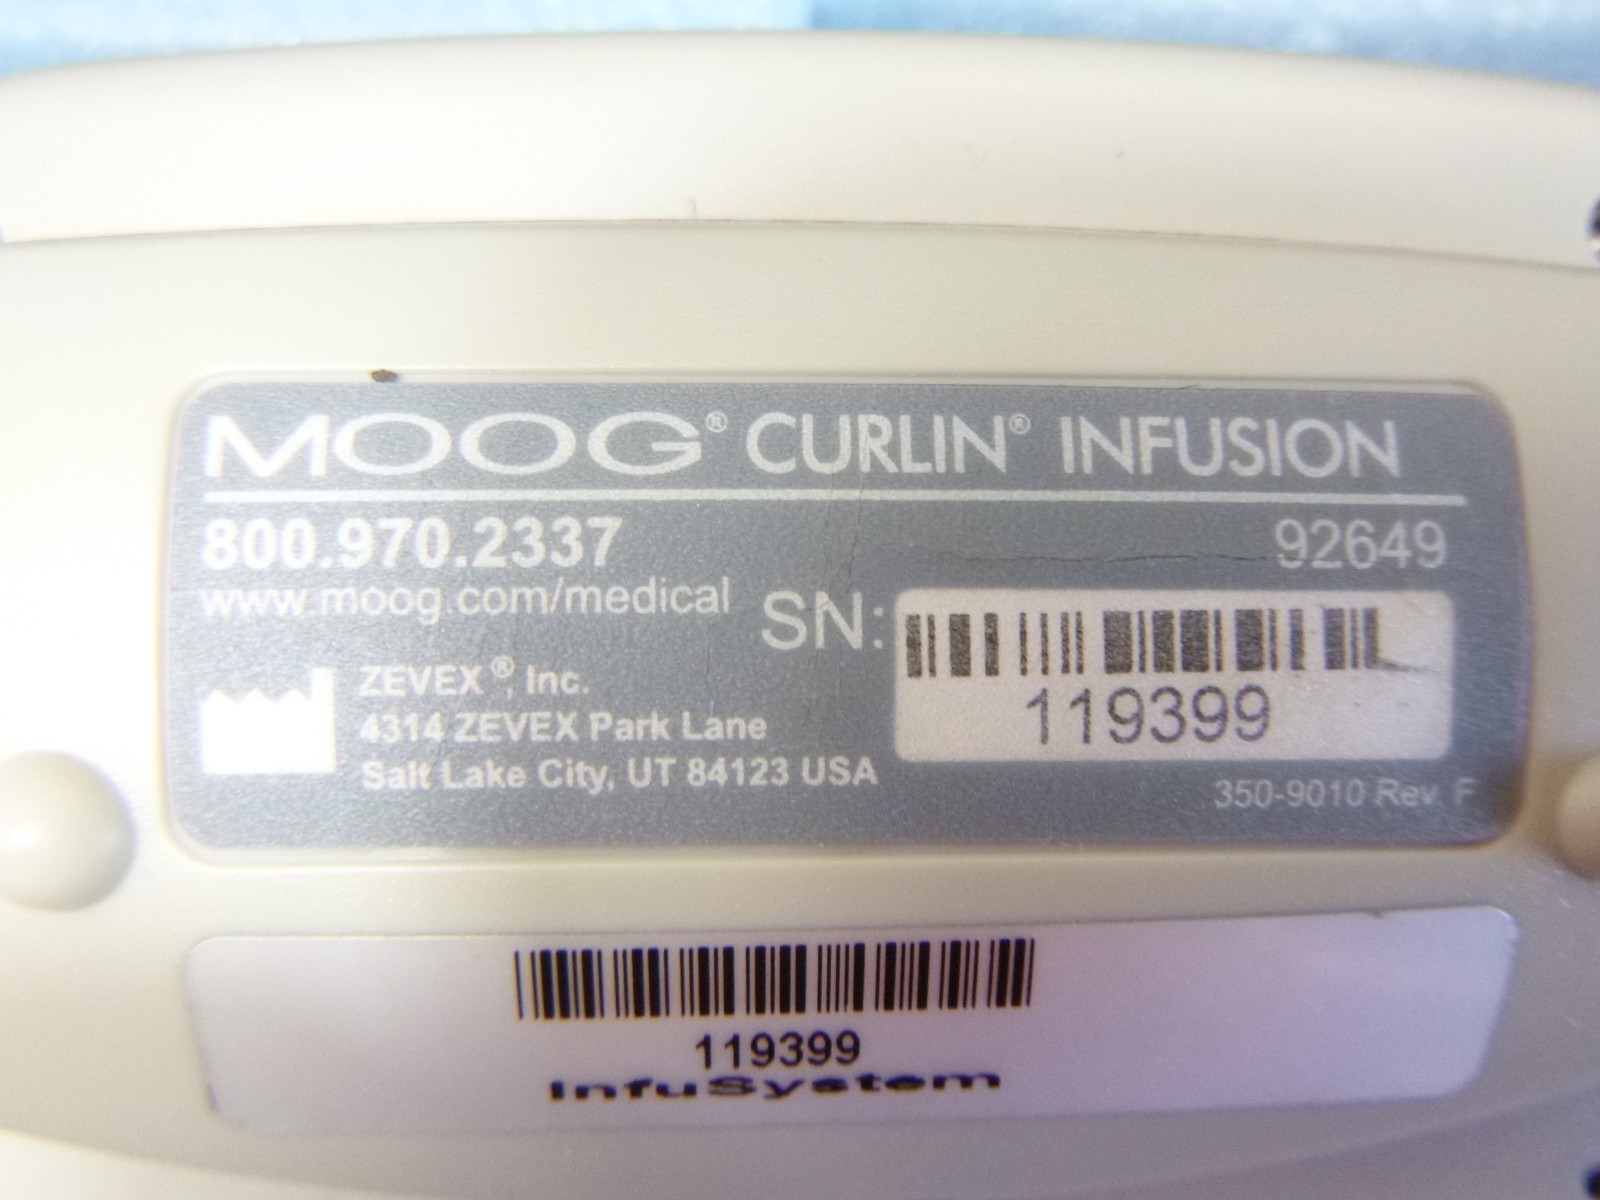 MOOG® CURLIN® INFUSION
800.970.2337
92649
www.moog.com/medical
SN:
119399
ZEVEX®, Inc.
4314 ZEVEX Park Lane
Salt Lake City, UT 84123 USA
350-9010 Rev F
119399
InfuSystem